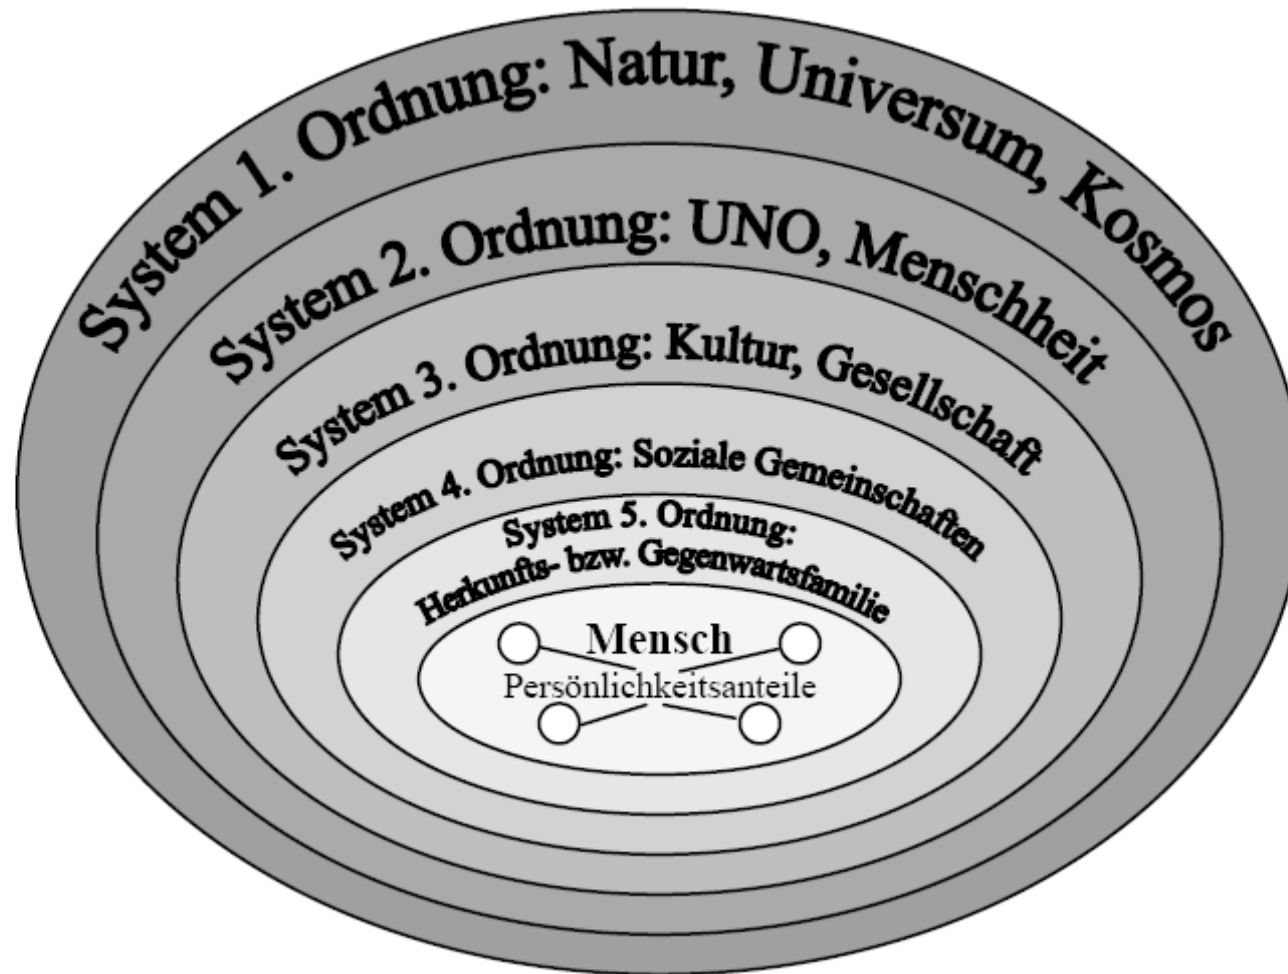 System 1. Ordnung: Natur, Universum, Kosmos
System 2. Ordnung: UNO, Menschheit
System 3. Ordnung: Kultur, Gesellschaft
System 4. Ordnung: Soziale Gemeinschaften
System 5. Ordnung:
Herkunfts- bzw. Gegenwartsfamilie
Mensch
Persönlichkeitsanteile